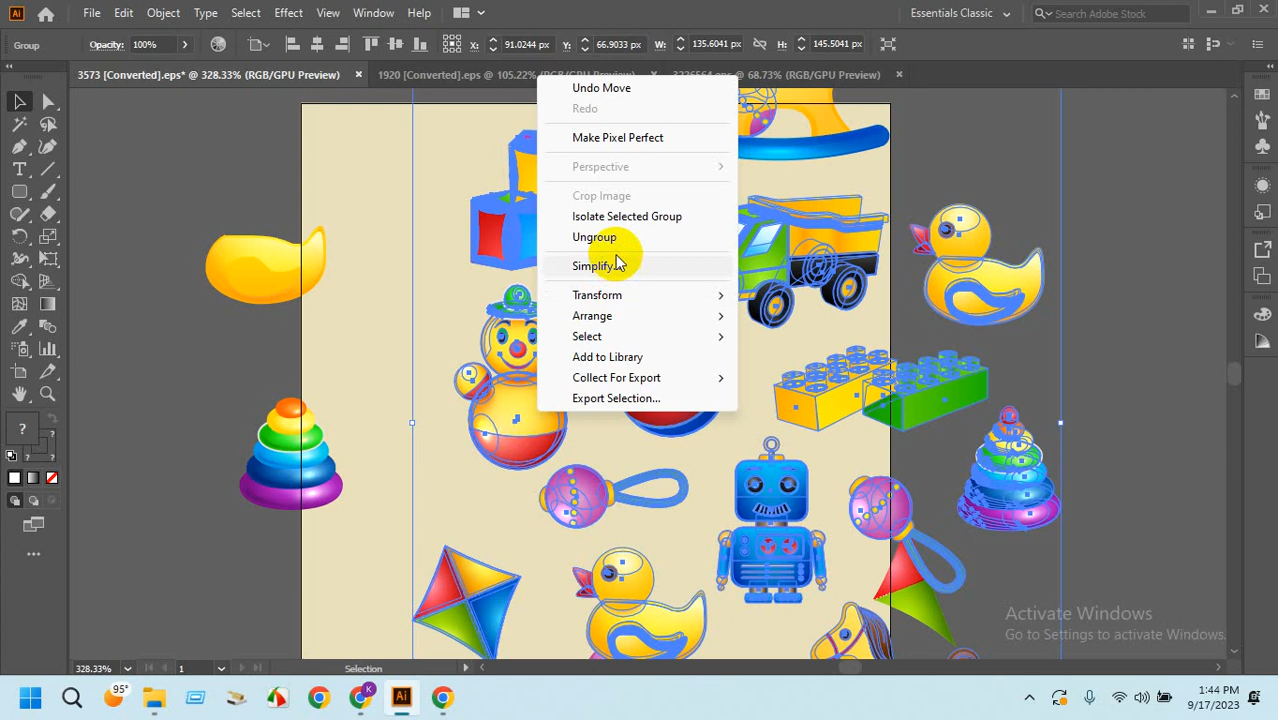 Ai File Edit Object Type Select Effect View Window Help Essentials Classic Search Adobe Stock
Group Opacity: 100% X: 91.0244 px Y: 66.9033 px W: 135.6041 px H: 145.5041 px
3573 [Converted].eps* @ 328.33% (RGB/GPU Preview) 1920 [Converted].eps @ 105.22% (RGB/GPU Preview) 3226564.eps @ 68.73% (RGB/GPU Preview)
Undo Move
Redo
Make Pixel Perfect
Perspective
Crop Image
Isolate Selected Group
Ungroup
Simplify...
Transform
Arrange
Select
Add to Library
Collect For Export
Export Selection...
? ?
?
Activate Windows
Go to Settings to activate Windows.
328.33% 1 Selection
95° K Ai 1:44 PM
9/17/2023